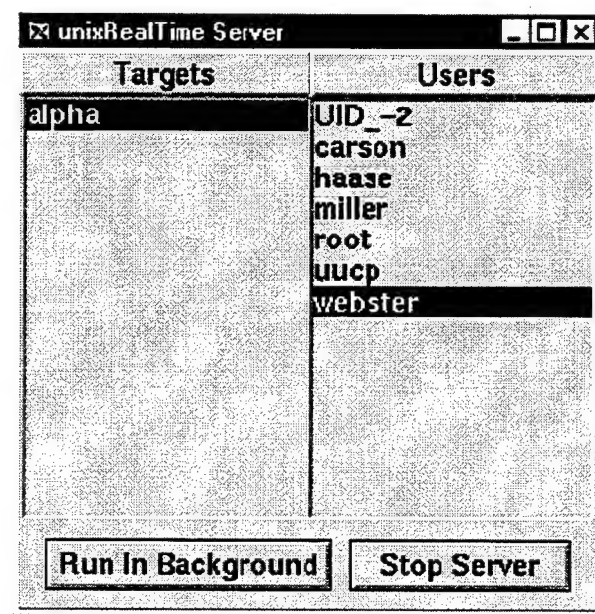 unixRealTime Server
Targets Users
alpha
UID_-2
carson
haase
miller
root
uucp
webster
Run In Background Stop Server